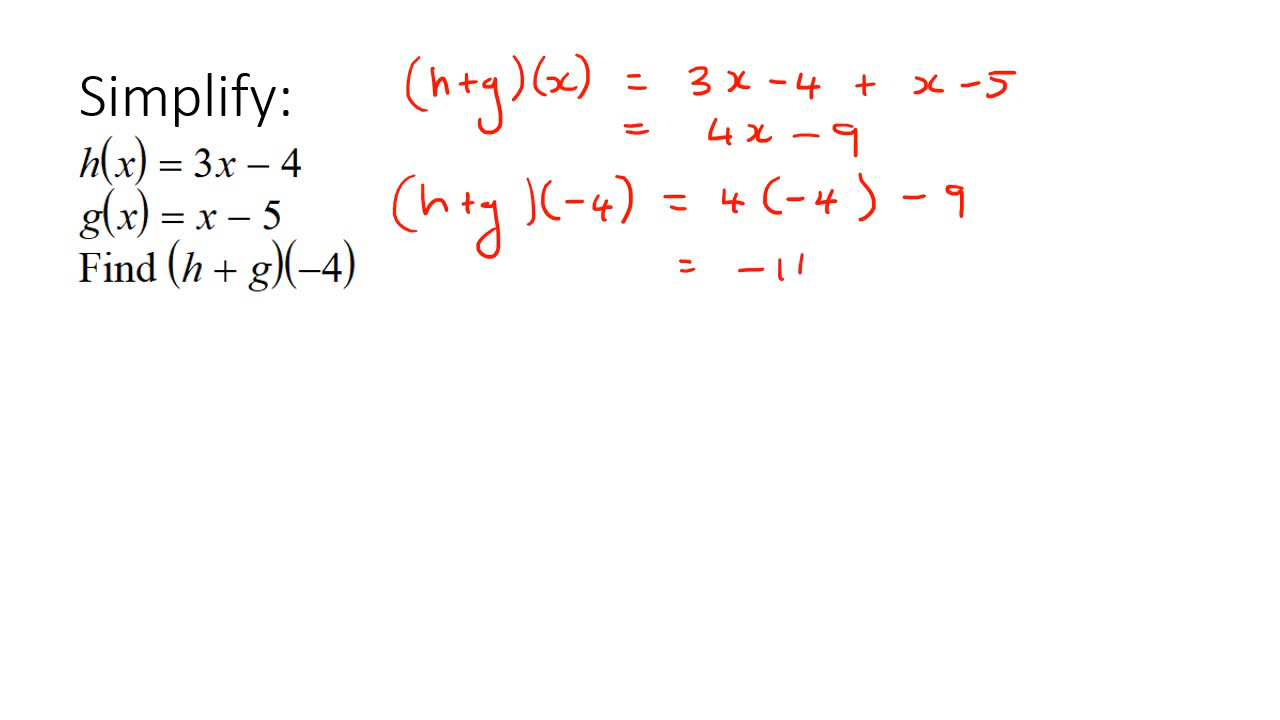 Simplify:
h(x) = 3x − 4
g(x) = x − 5
Find (h + g)(−4)
(h+g)(x) = 3x − 4 + x − 5
= 4x − 9
(h+g)(−4) = 4(−4) − 9
= −11